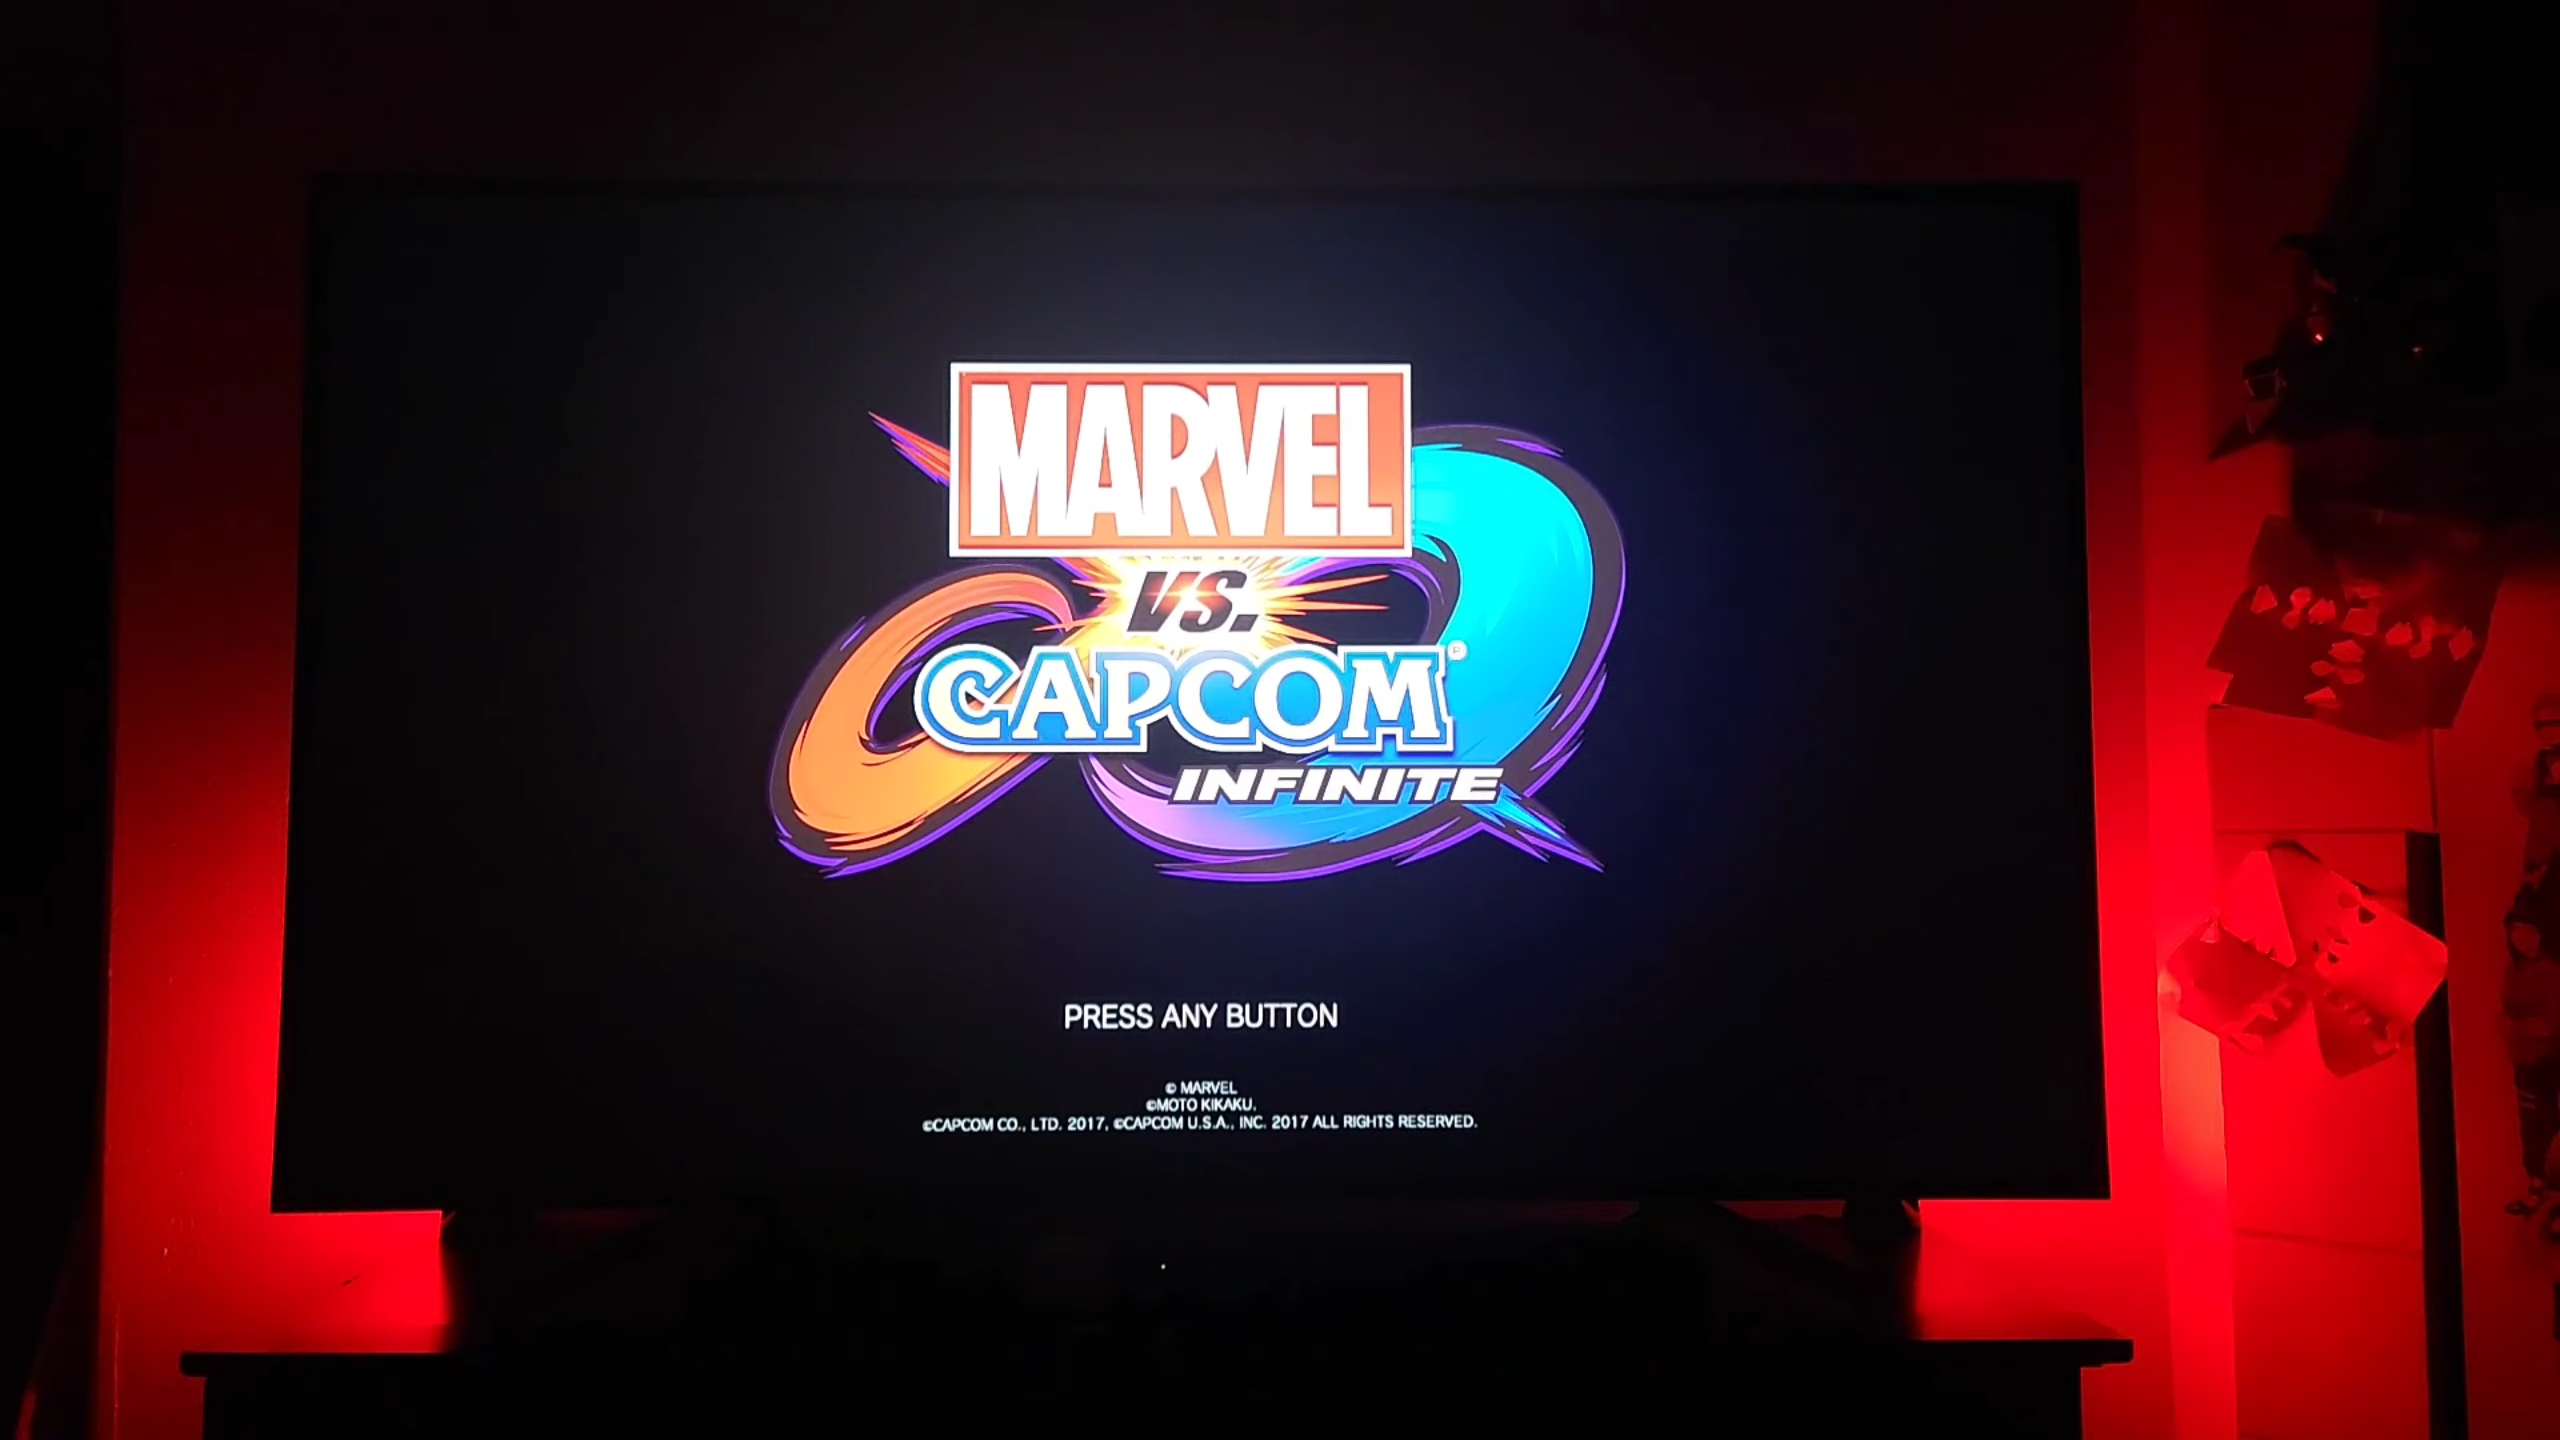 MARVEL
VS.
CAPCOM®
INFINITE
PRESS ANY BUTTON
© MARVEL
©MOTO KIKAKU.
©CAPCOM CO., LTD. 2017, ©CAPCOM U.S.A., INC. 2017 ALL RIGHTS RESERVED.